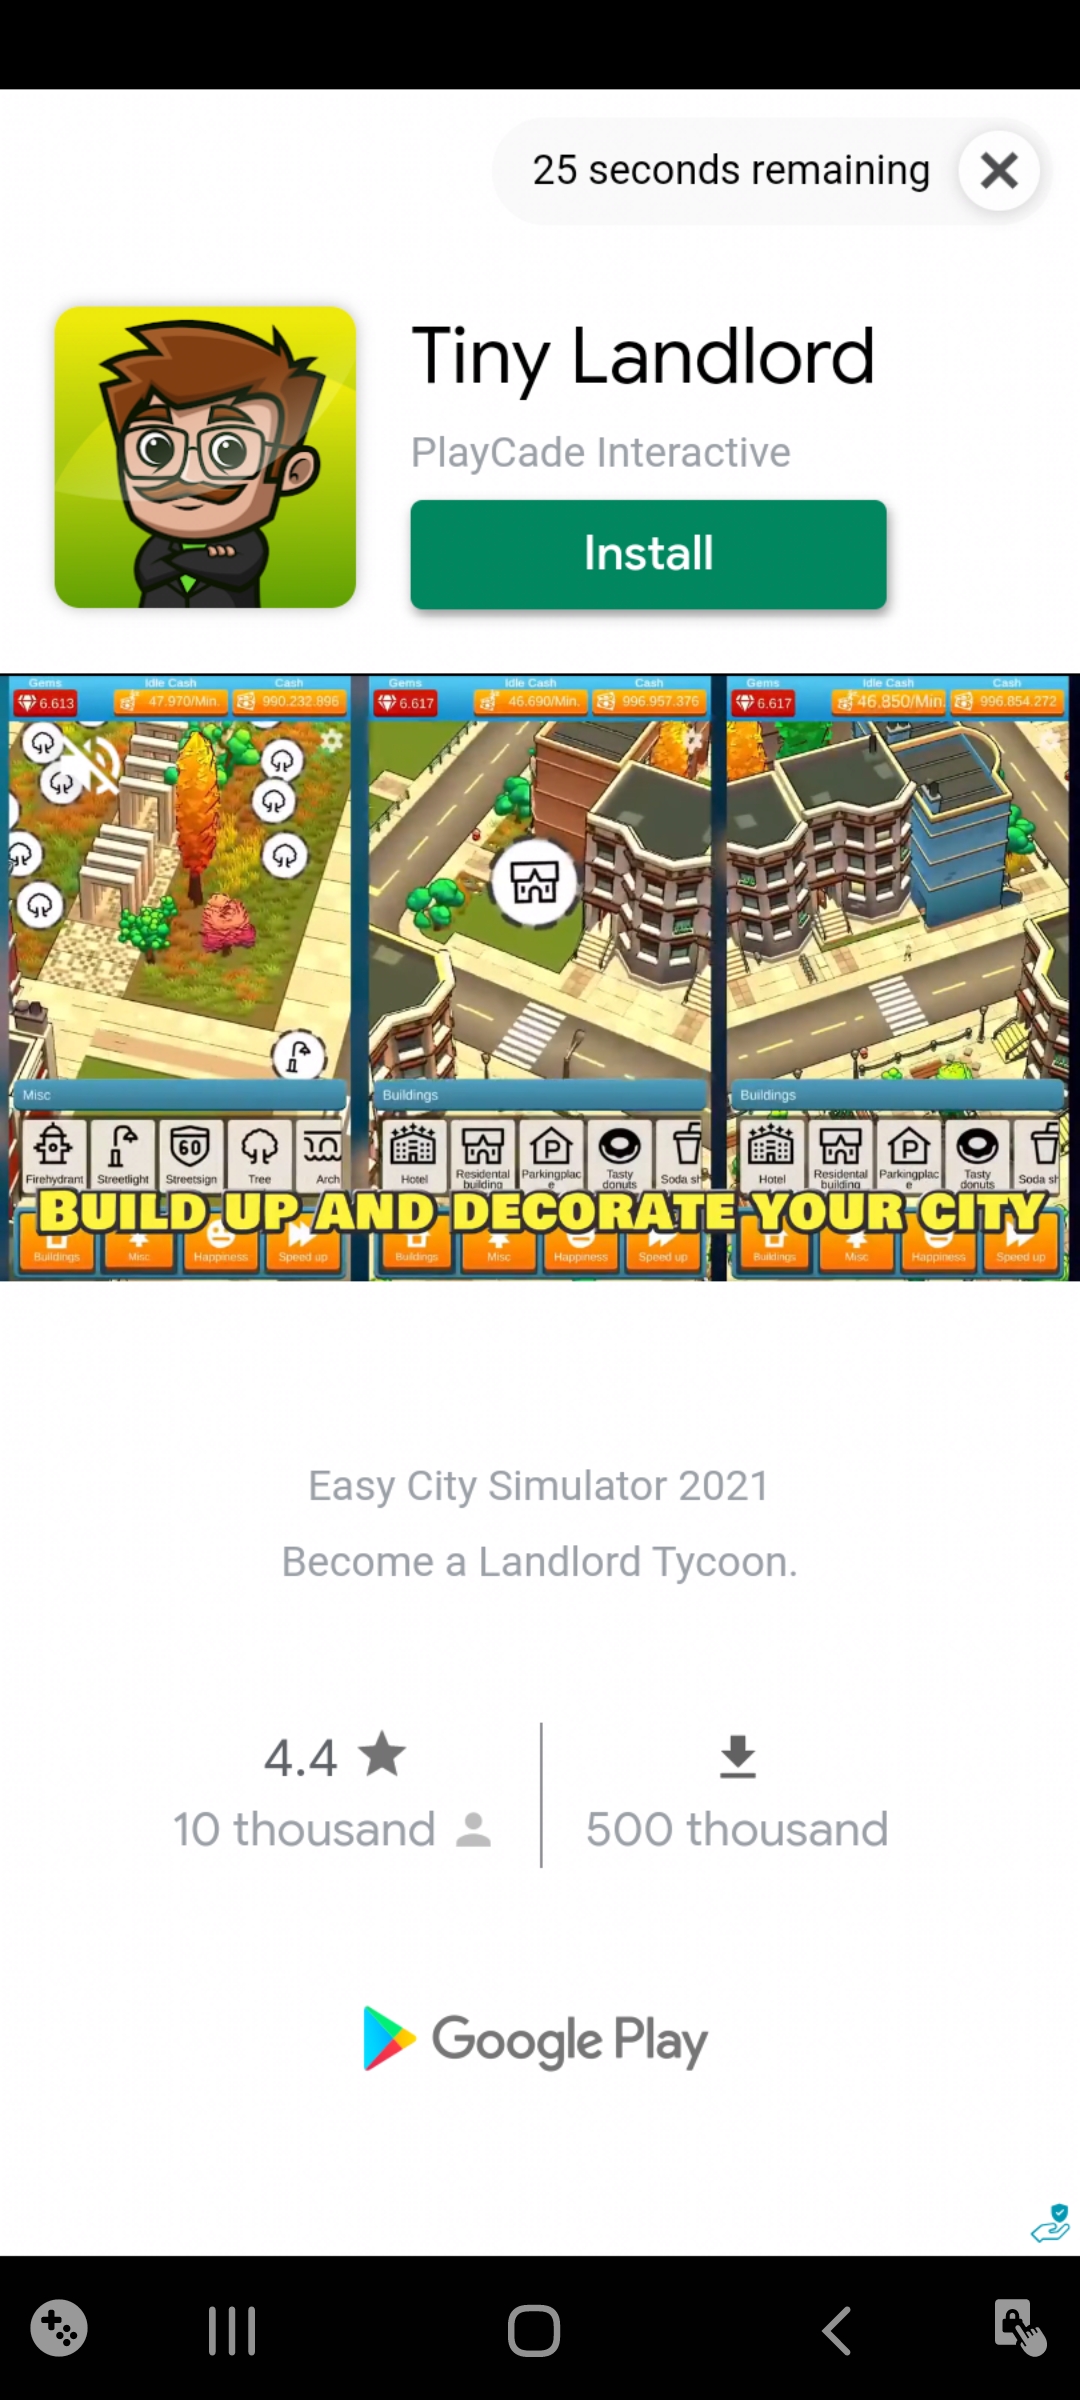 25 seconds remaining
Tiny Landlord
PlayCade Interactive
Install
Gems Idle Cash Cash
6.613 47.970/Min. 990.232.896
Gems Idle Cash Cash
6.617 46.690/Min. 996.957.376
Gems Idle Cash Cash
6.617 46.850/Min. 996.854.272
Misc
60
Firehydrant Streetlight Streetsign Tree Arch
Buildings
P
Hotel Residental building Parkingplace Tasty donuts Soda sh
Buildings
P
Hotel Residental building Parkingplace Tasty donuts Soda sh
BUILD UP AND DECORATE YOUR CITY
Buildings Misc Happiness Speed up
Buildings Misc Happiness Speed up
Buildings Misc Happiness Speed up
Easy City Simulator 2021
Become a Landlord Tycoon.
4.4
10 thousand
500 thousand
Google Play